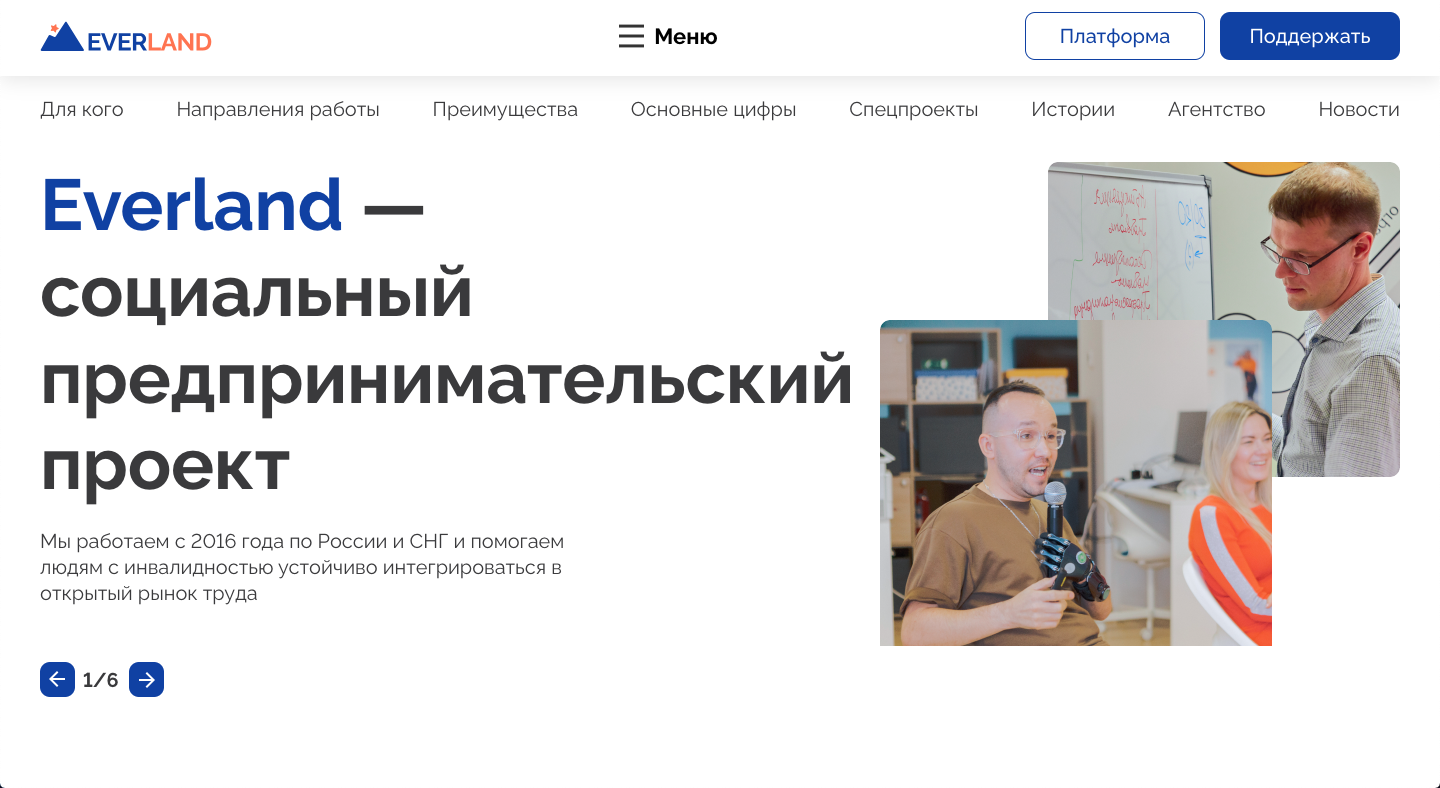 EVERLAND
Меню
Платформа
Поддержать
Для кого
Направления работы
Преимущества
Основные цифры
Спецпроекты
Истории
Агентство
Новости
Everland —
социальный
предпринимательский
проект
Мы работаем с 2016 года по России и СНГ и помогаем
людям с инвалидностью устойчиво интегрироваться в
открытый рынок труда
1/6